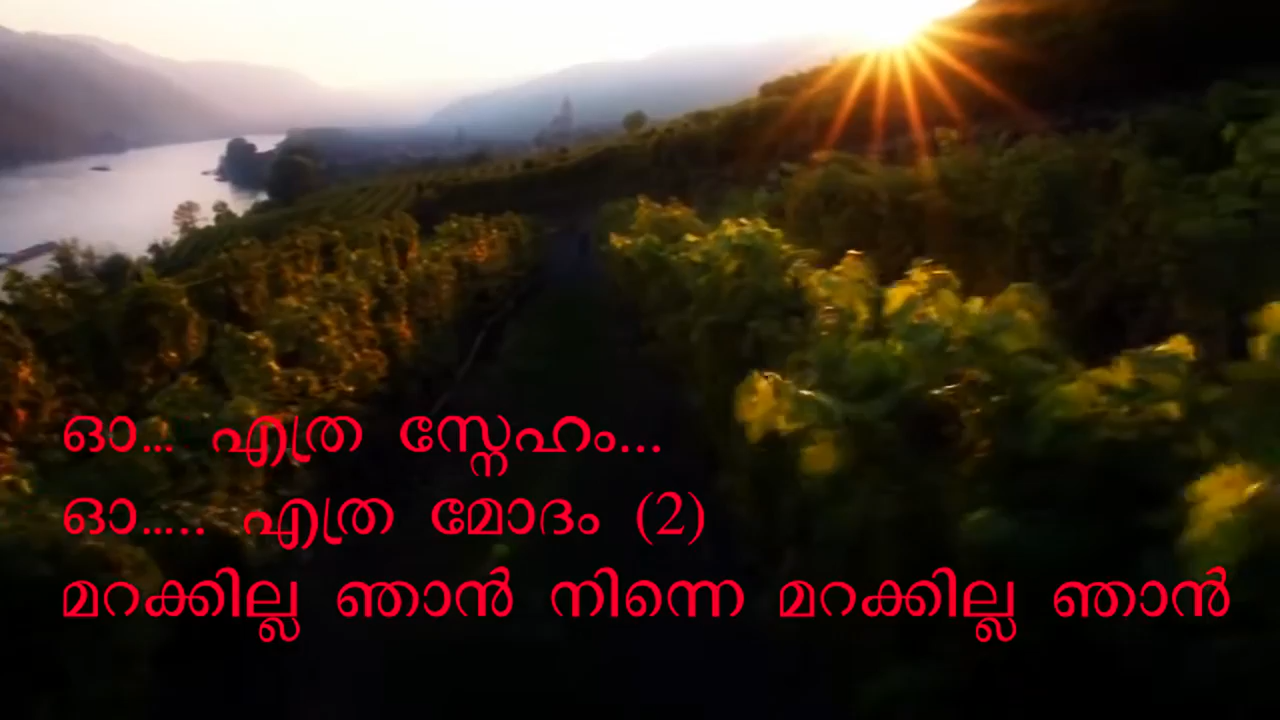 ഓ... എത്ര സ്നേഹം...
ഓ..... എത്ര മോദം (2)
മറക്കില്ല ഞാൻ നിന്നെ മറക്കില്ല ഞാൻ